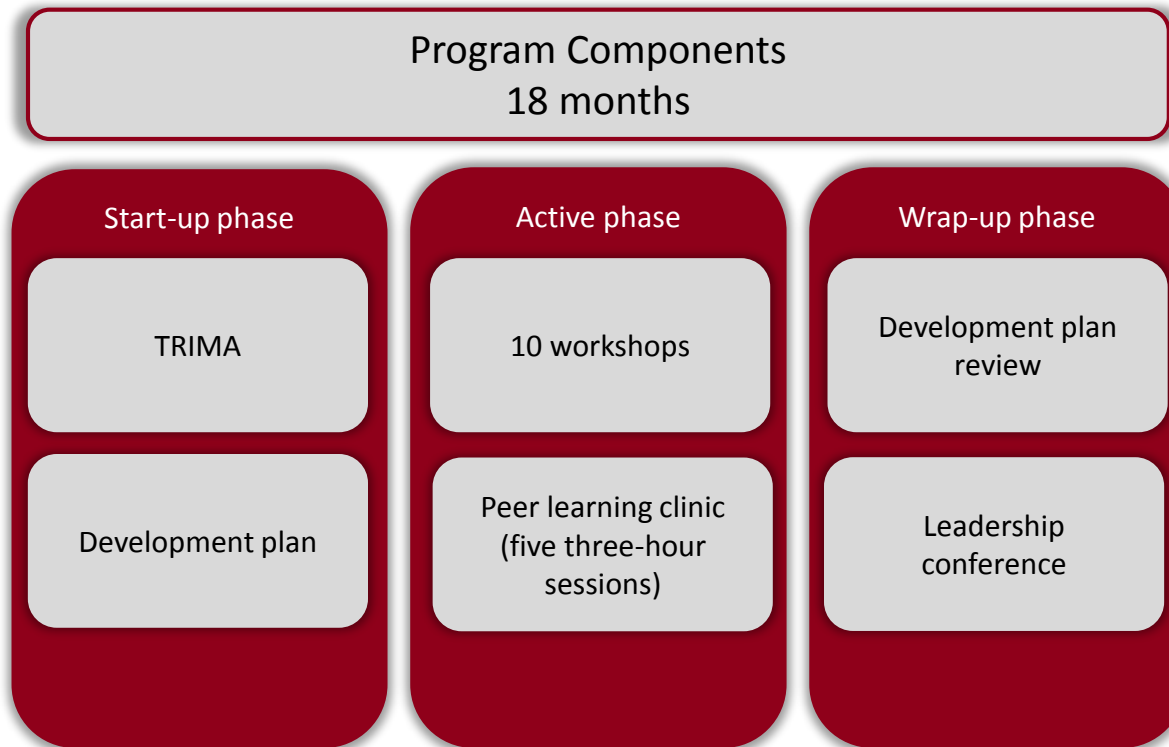 Program Components
18 months
Start-up phase
TRIMA
Development plan
Active phase
10 workshops
Peer learning clinic
(five three-hour
sessions)
Wrap-up phase
Development plan
review
Leadership
conference